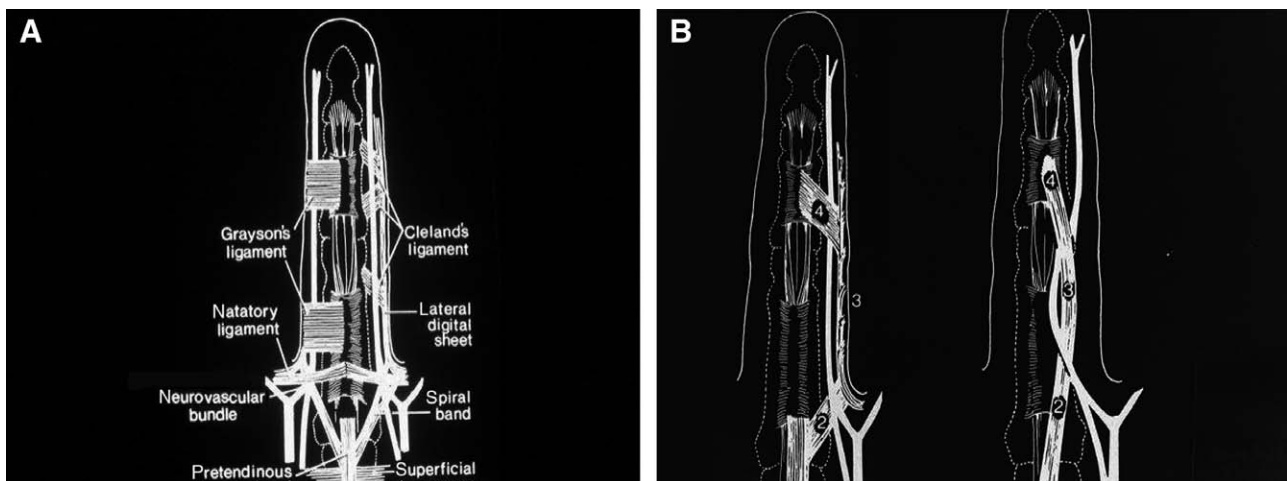 A
Grayson's
ligament
Cleland's
ligament
Natatory
ligament
Lateral
digital
sheet
Neurovascular
bundle
Spiral
band
Pretendinous
Superficial
B
4
3
2
4
3
2